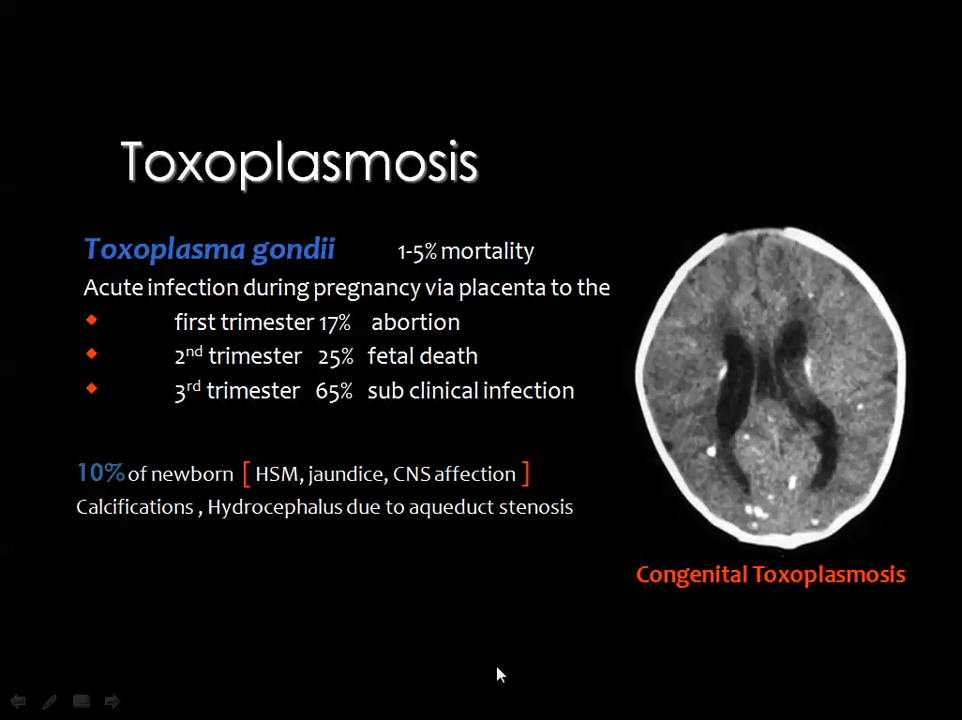 Toxoplasmosis
Toxoplasma gondii 1-5% mortality
Acute infection during pregnancy via placenta to the
first trimester 17% abortion
2nd trimester 25% fetal death
3rd trimester 65% sub clinical infection
10% of newborn [ HSM, jaundice, CNS affection ]
Calcifications , Hydrocephalus due to aqueduct stenosis
Congenital Toxoplasmosis